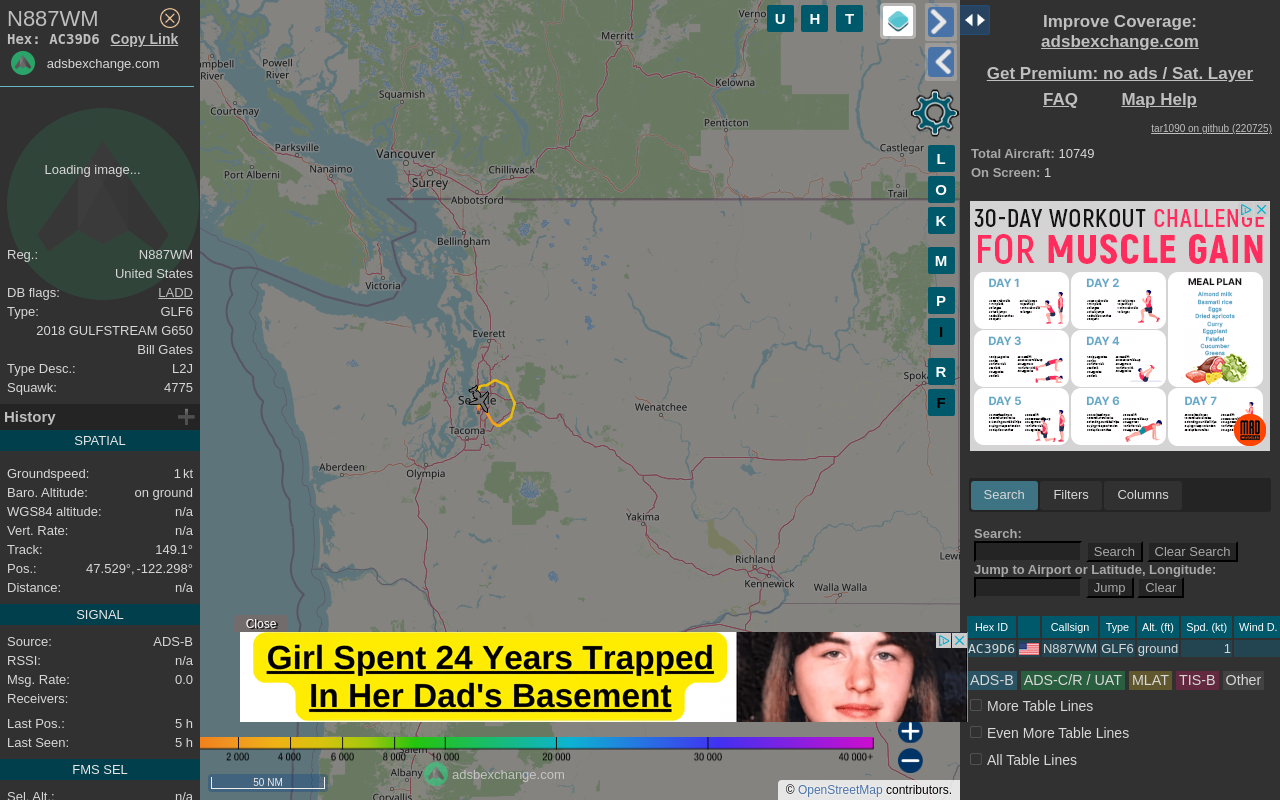 N887WM
Hex: AC39D6 Copy Link
adsbexchange.com
Loading image...
Reg.: N887WM
United States
DB flags: LADD
Type: GLF6
2018 GULFSTREAM G650
Bill Gates
Type Desc.: L2J
Squawk: 4775
History
SPATIAL
Groundspeed: 1 kt
Baro. Altitude: on ground
WGS84 altitude: n/a
Vert. Rate: n/a
Track: 149.1°
Pos.: 47.529°, -122.298°
Distance: n/a
SIGNAL
Source: ADS-B
RSSI: n/a
Msg. Rate: 0.0
Receivers:
Last Pos.: 5 h
Last Seen: 5 h
FMS SEL
Sel. Alt.: n/a
U H T
L
O
K
M
P
I
R
F
Merritt
Powell
River
River
Kelowna
Squamish
Courtenay
Penticton
Parksville
Vancouver
Castlegar
Port Alberni
Nanaimo
Surrey
Chilliwack
Trail
Abbotsford
Bellingham
Victoria
Everett
Wenatchee
Tacoma
Aberdeen
Olympia
Yakima
Richland
Kennewick
Walla Walla
Albany
Corvallis
Close
Girl Spent 24 Years Trapped
In Her Dad's Basement
2 000 4 000 6 000 8 000 10 000 20 000 30 000 40 000+
adsbexchange.com
50 NM
© OpenStreetMap contributors.
Improve Coverage:
adsbexchange.com
Get Premium: no ads / Sat. Layer
FAQ Map Help
tar1090 on github (220725)
Total Aircraft: 10749
On Screen: 1
30-DAY WORKOUT CHALLENGE
FOR MUSCLE GAIN
DAY 1 DAY 2 MEAL PLAN
Almond milk
Basmati rice
Eggs
Dried apricots
Curry
Eggplant
Falafel
Cucumber
Greens
DAY 3 DAY 4
DAY 5 DAY 6 DAY 7
MAD
MUSCLES
Search Filters Columns
Search:
Search Clear Search
Jump to Airport or Latitude, Longitude:
Jump Clear
Hex ID Callsign Type Alt. (ft) Spd. (kt) Wind D.
AC39D6 N887WM GLF6 ground 1
ADS-B ADS-C/R / UAT MLAT TIS-B Other
More Table Lines
Even More Table Lines
All Table Lines